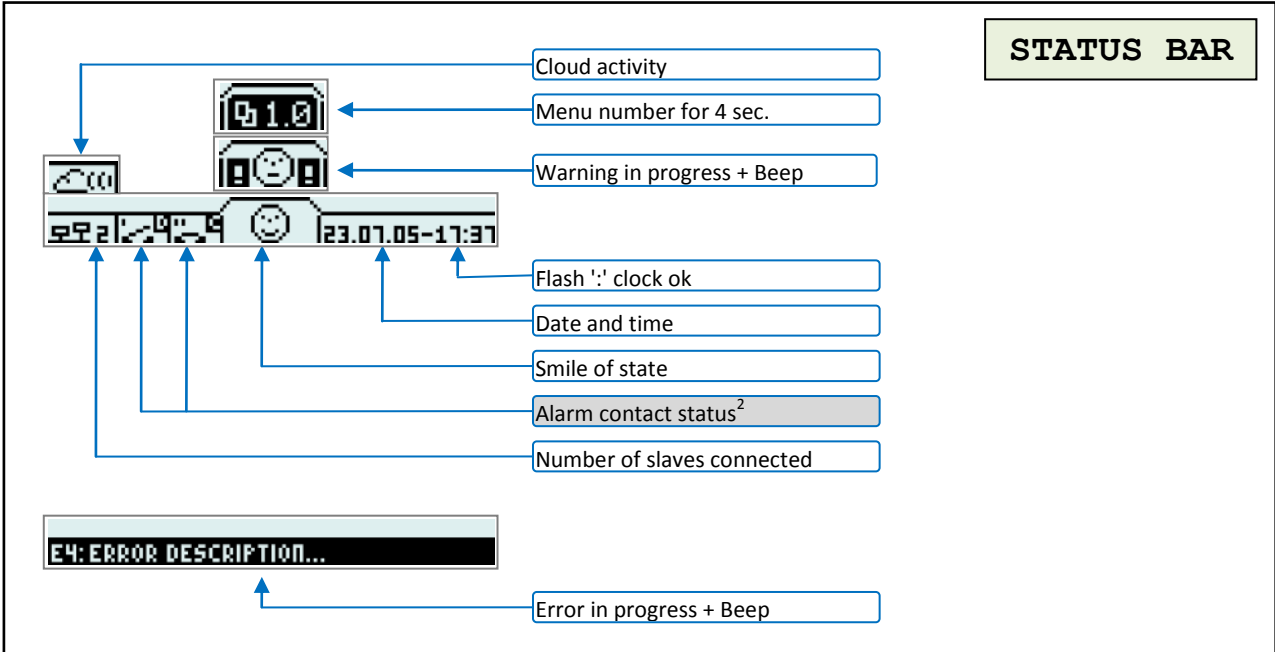 STATUS BAR
Cloud activity
Menu number for 4 sec.
1.0
Warning in progress + Beep
2
23.07.05-17:37
Flash ':' clock ok
Date and time
Smile of state
Alarm contact status2
Number of slaves connected
E4: ERROR DESCRIPTION...
Error in progress + Beep